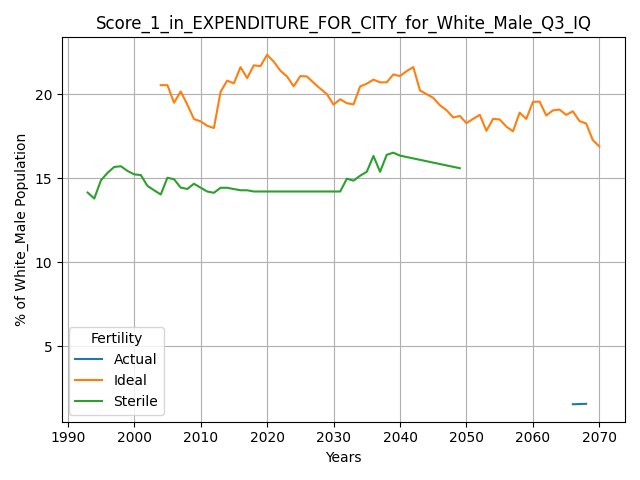 Score_1_in_EXPENDITURE_FOR_CITY_for_White_Male_Q3_IQ
% of White_Male Population
20
15
10
5
Fertility
Actual
Ideal
Sterile
1990 2000 2010 2020 2030 2040 2050 2060 2070
Years